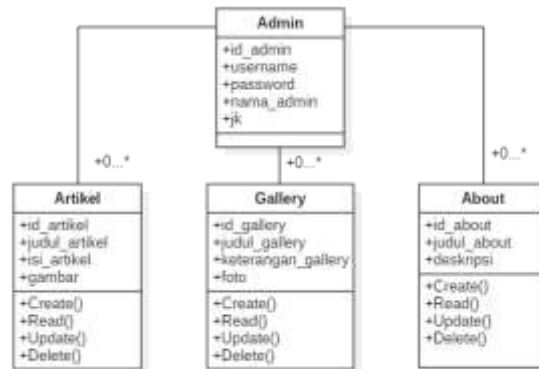 Admin
+id_admin
+username
+password
+nama_admin
+jk
+0...*
+0...*
+0...*
Artikel
+id_artikel
+judul_artikel
+isi_artikel
+gambar
+Create()
+Read()
+Update()
+Delete()
Gallery
+id_gallery
+judul_gallery
+keterangan_gallery
+foto
+Create()
+Read()
+Update()
+Delete()
About
+id_about
+judul_about
+deskripsi
+Create()
+Read()
+Update()
+Delete()